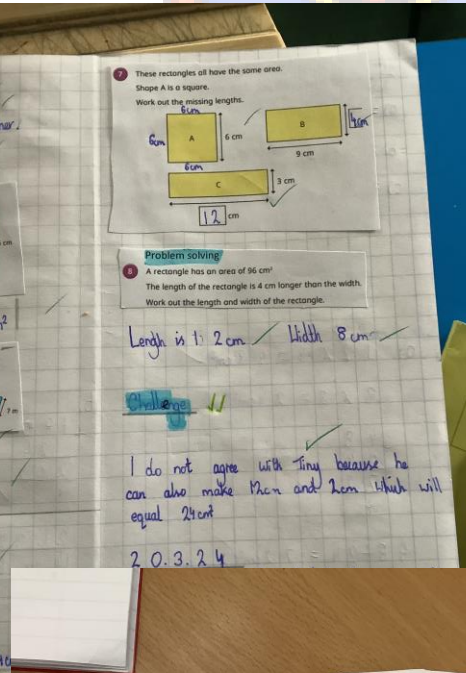 7 These rectangles all have the same area.
Shape A is a square.
Work out the missing lengths.
6cm
6cm A 6 cm
B 4cm
9 cm
6cm
C 3 cm
12 cm
Problem solving
8 A rectangle has an area of 96 cm²
The length of the rectangle is 4 cm longer than the width.
Work out the length and width of the rectangle.
Lengh is 12cm Width 8cm
Challenge
I do not agree with Tiny because he
can also make 12cm and 2cm which will
equal 24cm²
20.3.24